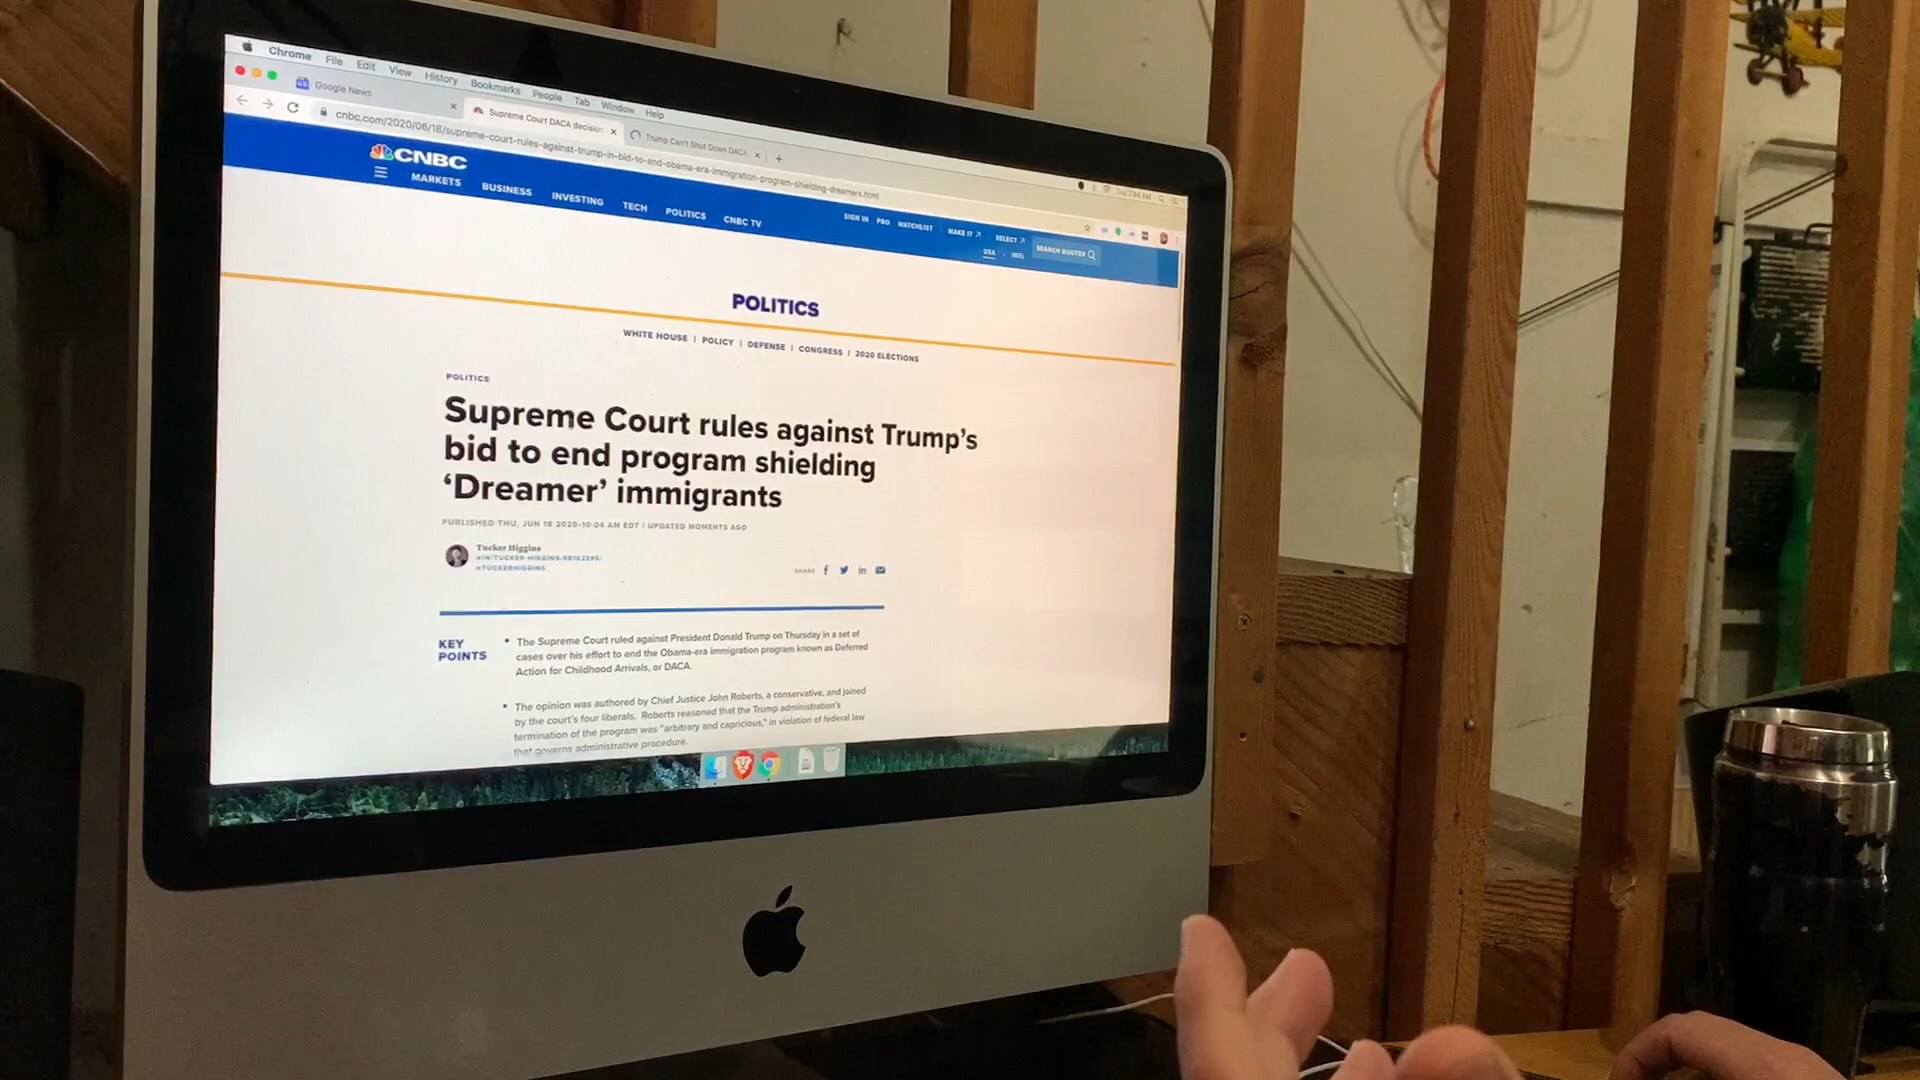 Chrome File Edit View History Bookmarks People Tab Window Help
Thu 7:44 AM
Google News
Supreme Court DACA decision
Trump Can't Shut Down DACA
cnbc.com/2020/06/18/supreme-court-rules-against-trump-in-bid-to-end-obama-era-immigration-program-shielding-dreamers.html
CNBC
SIGN IN PRO WATCHLIST MAKE IT SELECT
USA · INTL
SEARCH QUOTES
MARKETS BUSINESS INVESTING TECH POLITICS CNBC TV
POLITICS
WHITE HOUSE | POLICY | DEFENSE | CONGRESS | 2020 ELECTIONS
POLITICS
Supreme Court rules against Trump's
bid to end program shielding
'Dreamer' immigrants
PUBLISHED THU, JUN 18 2020•10:04 AM EDT | UPDATED MOMENTS AGO
Tucker Higgins
@TUCKERHIGGINS
SHARE
KEY
POINTS
• The Supreme Court ruled against President Donald Trump on Thursday in a set of
cases over his effort to end the Obama-era immigration program known as Deferred
Action for Childhood Arrivals, or DACA.
• The opinion was authored by Chief Justice John Roberts, a conservative, and joined
by the court's four liberals. Roberts reasoned that the Trump administration's
termination of the program was "arbitrary and capricious," in violation of federal law
that governs administrative procedure.